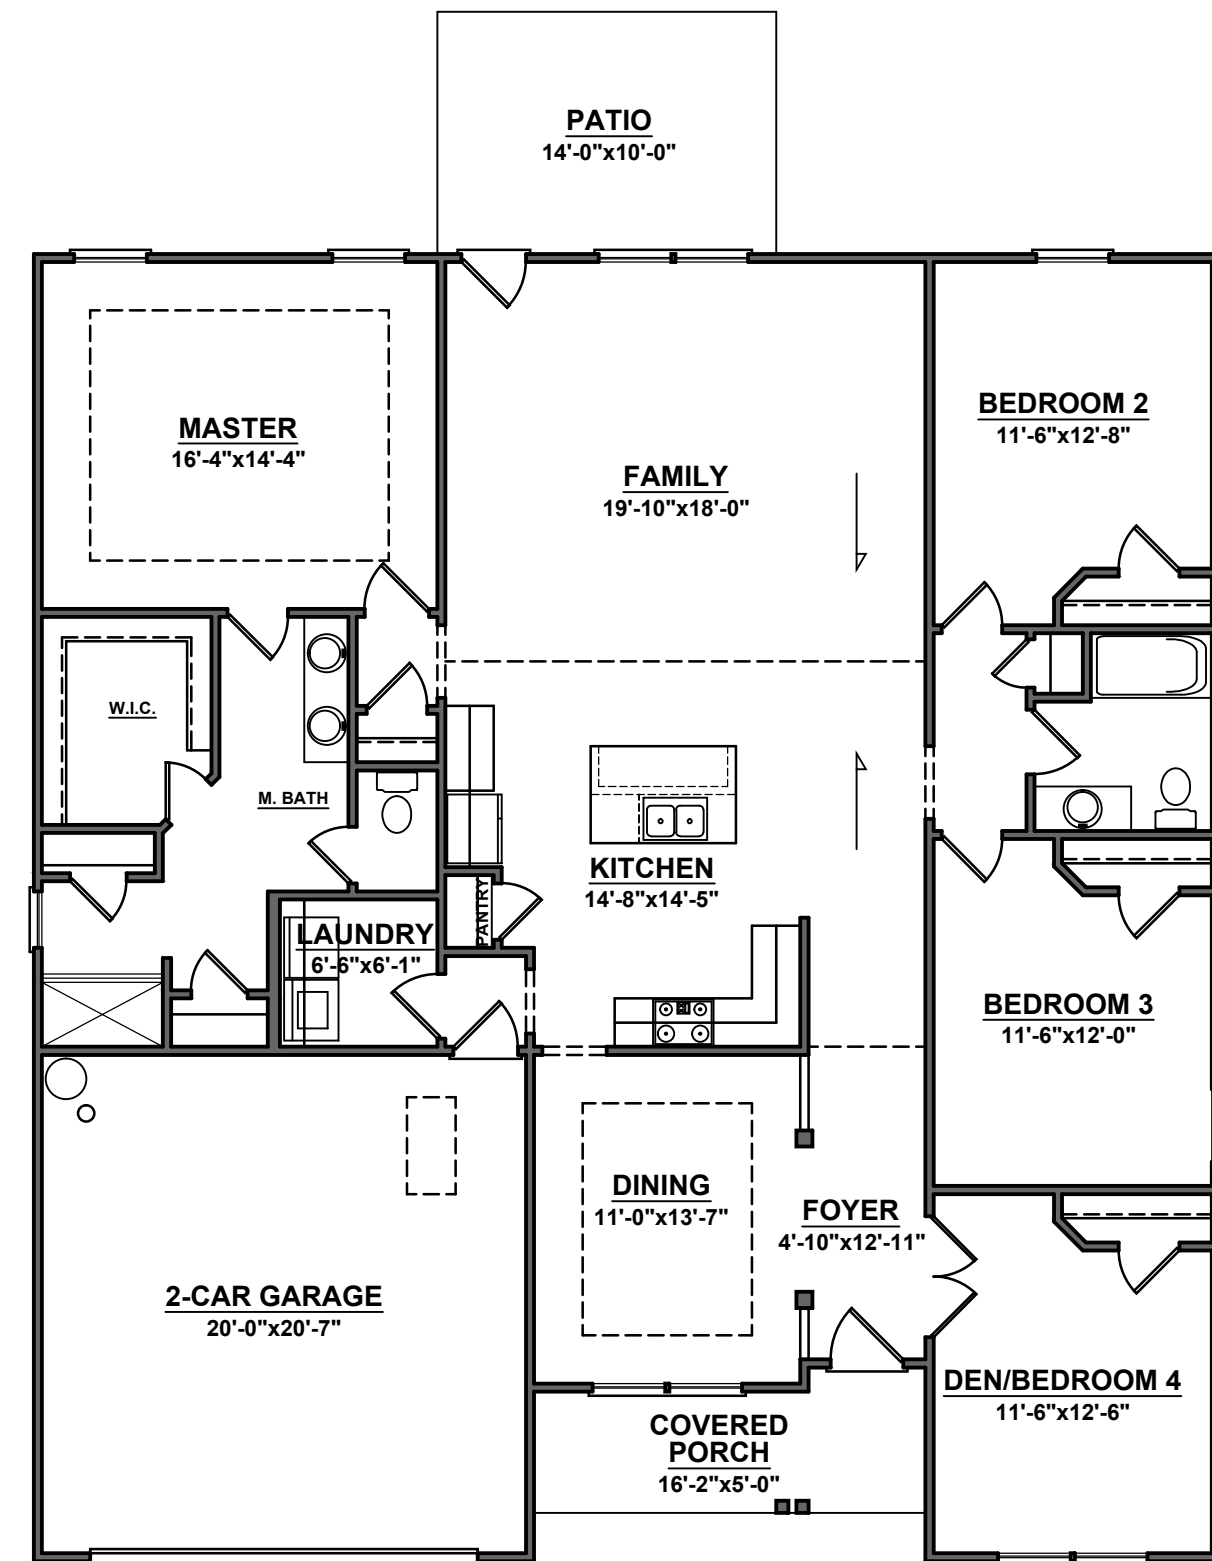 PATIO
14'-0"x10'-0"
MASTER
16'-4"x14'-4"
FAMILY
19'-10"x18'-0"
BEDROOM 2
11'-6"x12'-8"
W.I.C.
M. BATH
KITCHEN
14'-8"x14'-5"
PANTRY
LAUNDRY
6'-6"x6'-1"
BEDROOM 3
11'-6"x12'-0"
DINING
11'-0"x13'-7"
FOYER
4'-10"x12'-11"
2-CAR GARAGE
20'-0"x20'-7"
DEN/BEDROOM 4
11'-6"x12'-6"
COVERED
PORCH
16'-2"x5'-0"